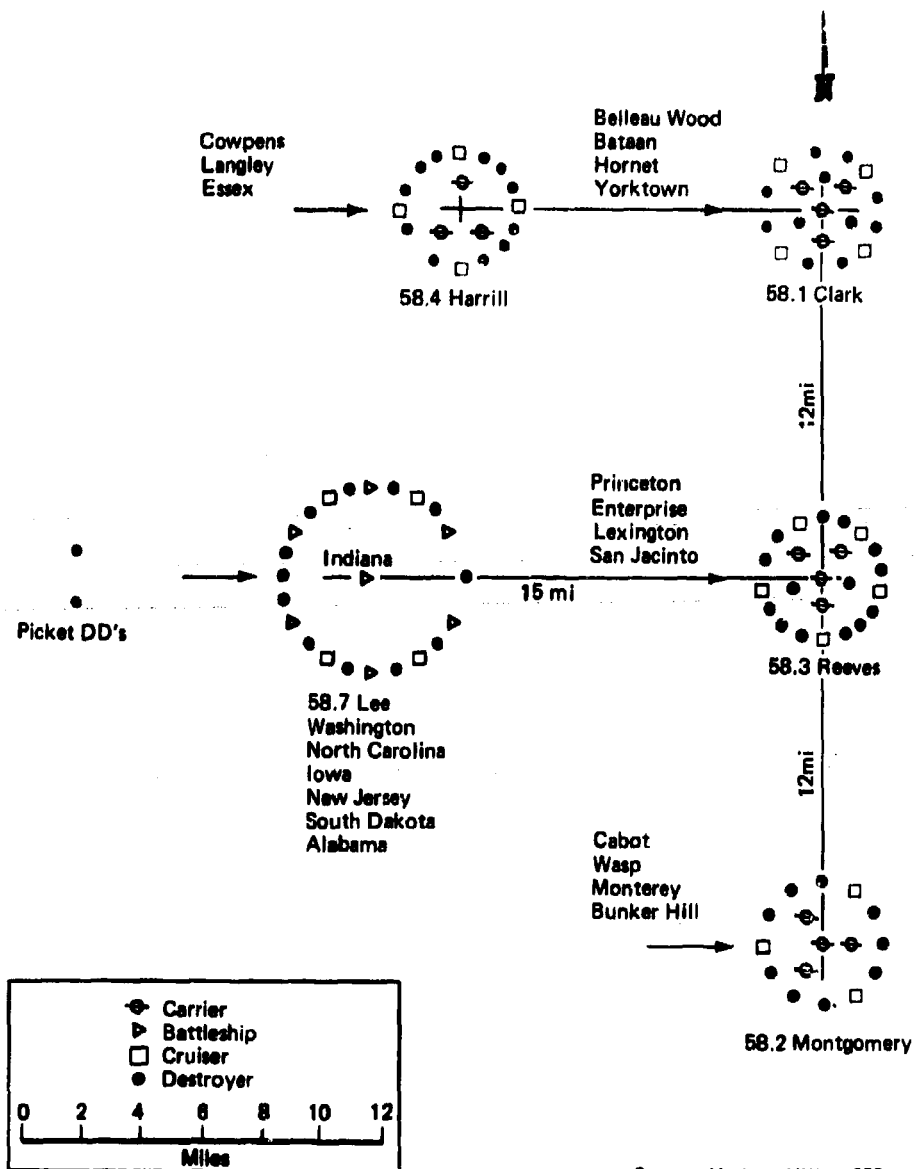 N
Cowpens
Langley
Essex
Belleau Wood
Bataan
Hornet
Yorktown
58.4 Harrill
58.1 Clark
12mi
Princeton
Enterprise
Lexington
San Jacinto
Indiana
15 mi
Picket DD's
58.3 Reeves
58.7 Lee
Washington
North Carolina
Iowa
New Jersey
South Dakota
Alabama
12mi
Cabot
Wasp
Monterey
Bunker Hill
58.2 Montgomery
Carrier
Battleship
Cruiser
Destroyer
0 2 4 6 8 10 12
Miles